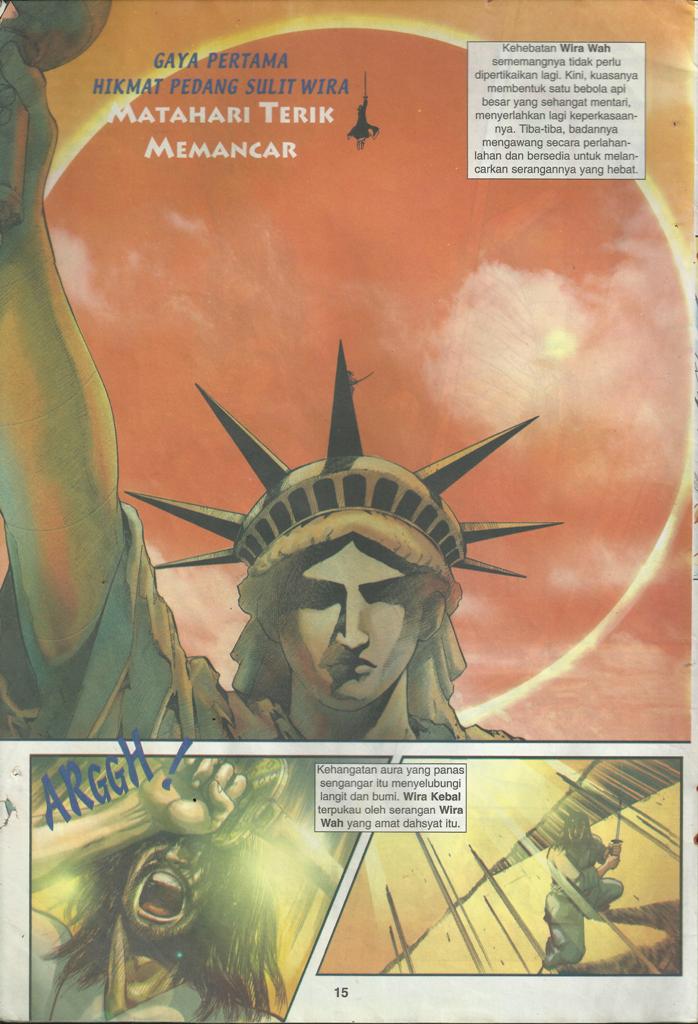 GAYA PERTAMA
HIKMAT PEDANG SULIT WIRA
MATAHARI TERIK
MEMANCAR
Kehebatan Wira Wah
sememangnya tidak perlu
dipertikaikan lagi. Kini, kuasanya
membentuk satu bebola api
besar yang sehangat mentari,
menyerlahkan lagi keperkasaan-
nya. Tiba-tiba, badannya
mengawang secara perlahan-
lahan dan bersedia untuk melan-
carkan serangannya yang hebat.
ARGGH!
Kehangatan aura yang panas
sengangar itu menyelubungi
langit dan bumi. Wira Kebal
terpukau oleh serangan Wira
Wah yang amat dahsyat itu.
15